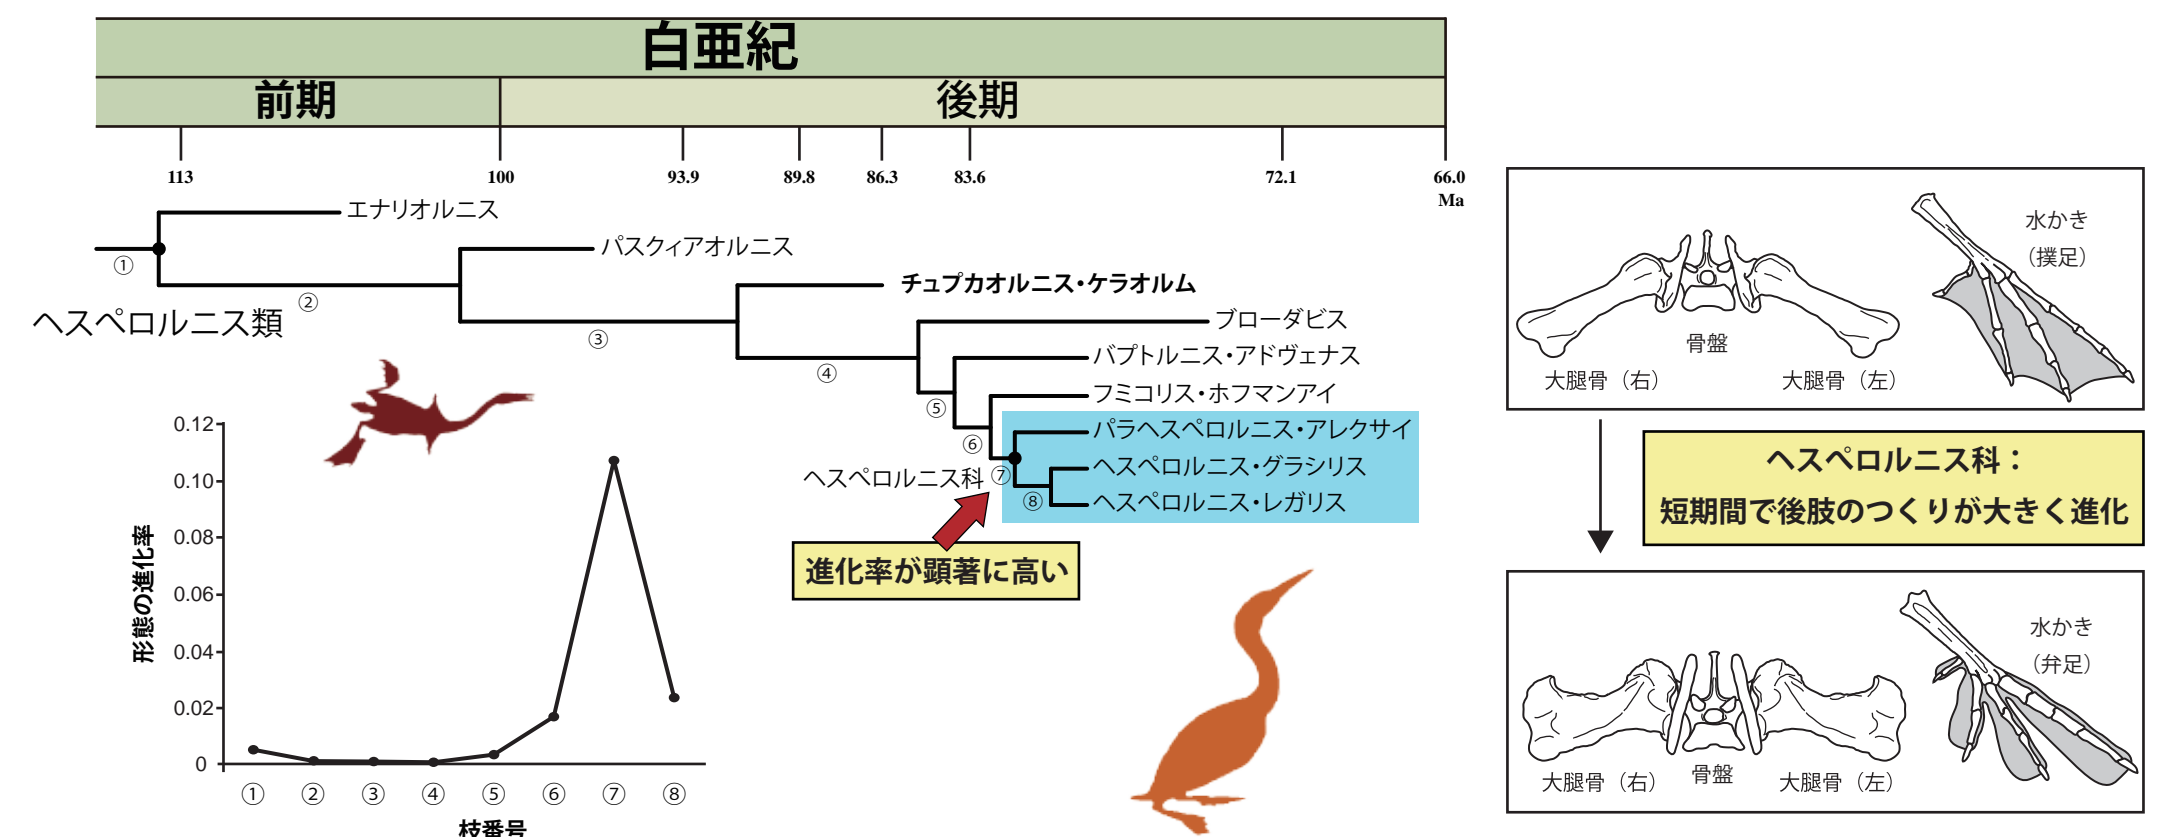 白亜紀
前期
後期
113
100
93.9
89.8
86.3
83.6
72.1
66.0
Ma
エナリオルニス
パスクィアオルニス
チュプカオルニス・ケラオルム
ブローダビス
バプトルニス・アドヴェナス
フミコリス・ホフマンアイ
パラヘスペロルニス・アレクサイ
ヘスペロルニス・グラシリス
ヘスペロルニス・レガリス
①
②
③
④
⑤
⑥
⑦
⑧
ヘスペロルニス類
ヘスペロルニス科
進化率が顕著に高い
形態の進化率
0.12
0.10
0.08
0.06
0.04
0.02
0
① ② ③ ④ ⑤ ⑥ ⑦ ⑧
枝番号
水かき
（蹼足）
骨盤
大腿骨（右）
大腿骨（左）
ヘスペロルニス科：
短期間で後肢のつくりが大きく進化
水かき
（弁足）
骨盤
大腿骨（右）
大腿骨（左）